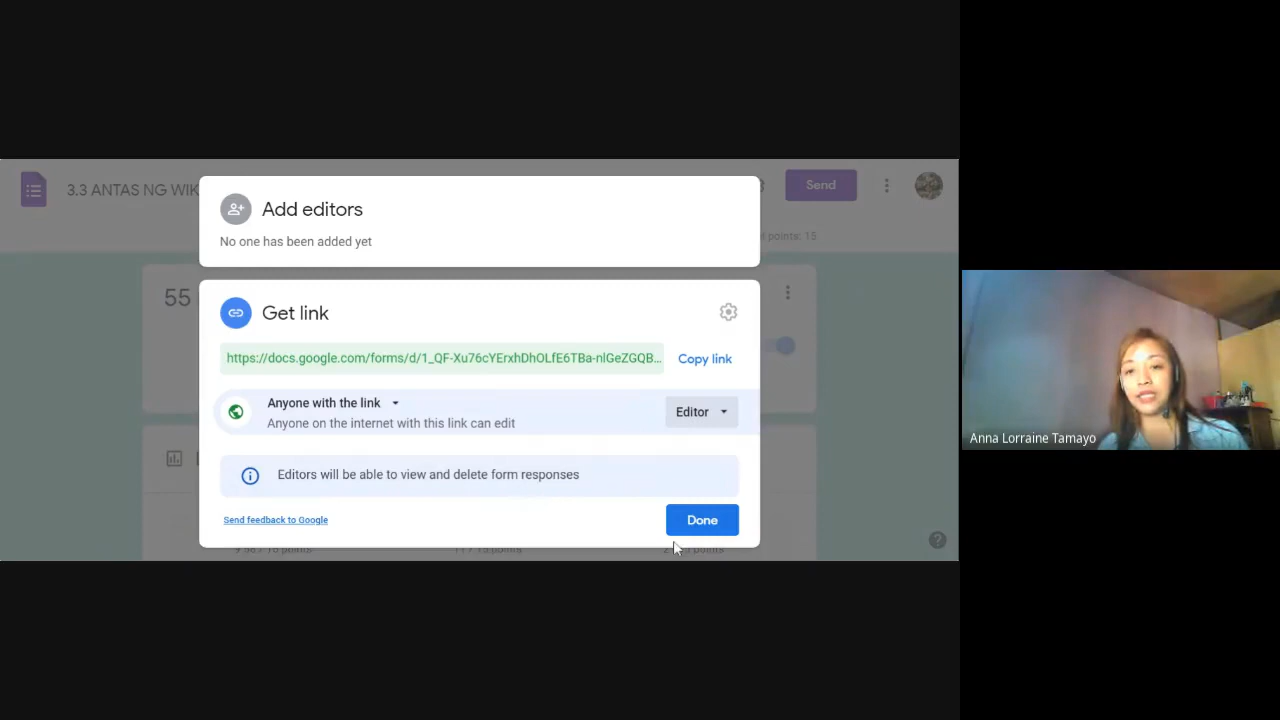 3.3 ANTAS NG WIK
Send
Add editors
No one has been added yet
points: 15
55
Get link
https://docs.google.com/forms/d/1_QF-Xu76cYErxhDhOLfE6TBa-nlGeZGQB...
Copy link
Anyone with the link
Anyone on the internet with this link can edit
Editor
Editors will be able to view and delete form responses
Send feedback to Google
Done
points
Anna Lorraine Tamayo